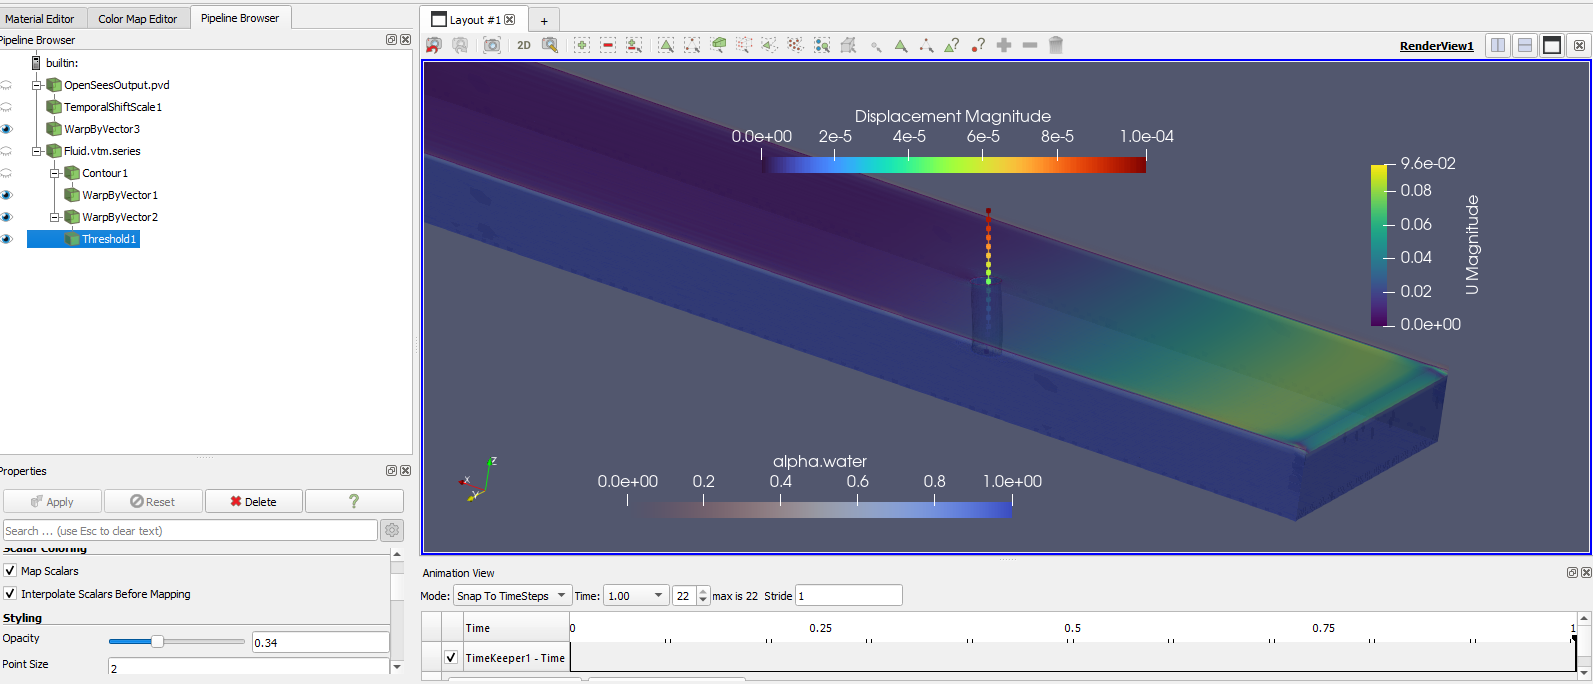 Material Editor
Color Map Editor
Pipeline Browser
Pipeline Browser
builtin:
OpenSeesOutput.pvd
TemporalShiftScale1
WarpByVector3
Fluid.vtm.series
Contour1
WarpByVector1
WarpByVector2
Threshold1
Properties
Apply
Reset
Delete
?
Search ... (use Esc to clear text)
Scalar Coloring
Map Scalars
Interpolate Scalars Before Mapping
Styling
Opacity
0.34
Point Size
2
Layout #1
+
2D
RenderView1
Displacement Magnitude
0.0e+00 2e-5 4e-5 6e-5 8e-5 1.0e-04
9.6e-02
0.08
0.06
0.04
0.02
0.0e+00
U Magnitude
Z
X
Y
alpha.water
0.0e+00 0.2 0.4 0.6 0.8 1.0e+00
Animation View
Mode: Snap To TimeSteps Time: 1.00 22 max is 22 Stride 1
Time 0 0.25 0.5 0.75 1
TimeKeeper1 - Time